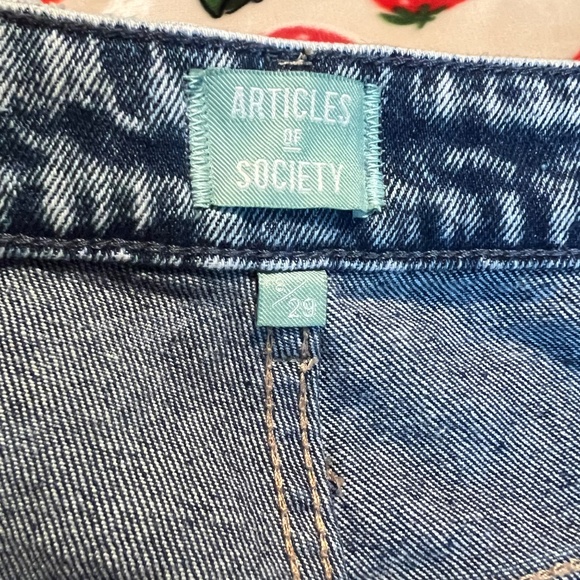 ARTICLES
OF
SOCIETY
29